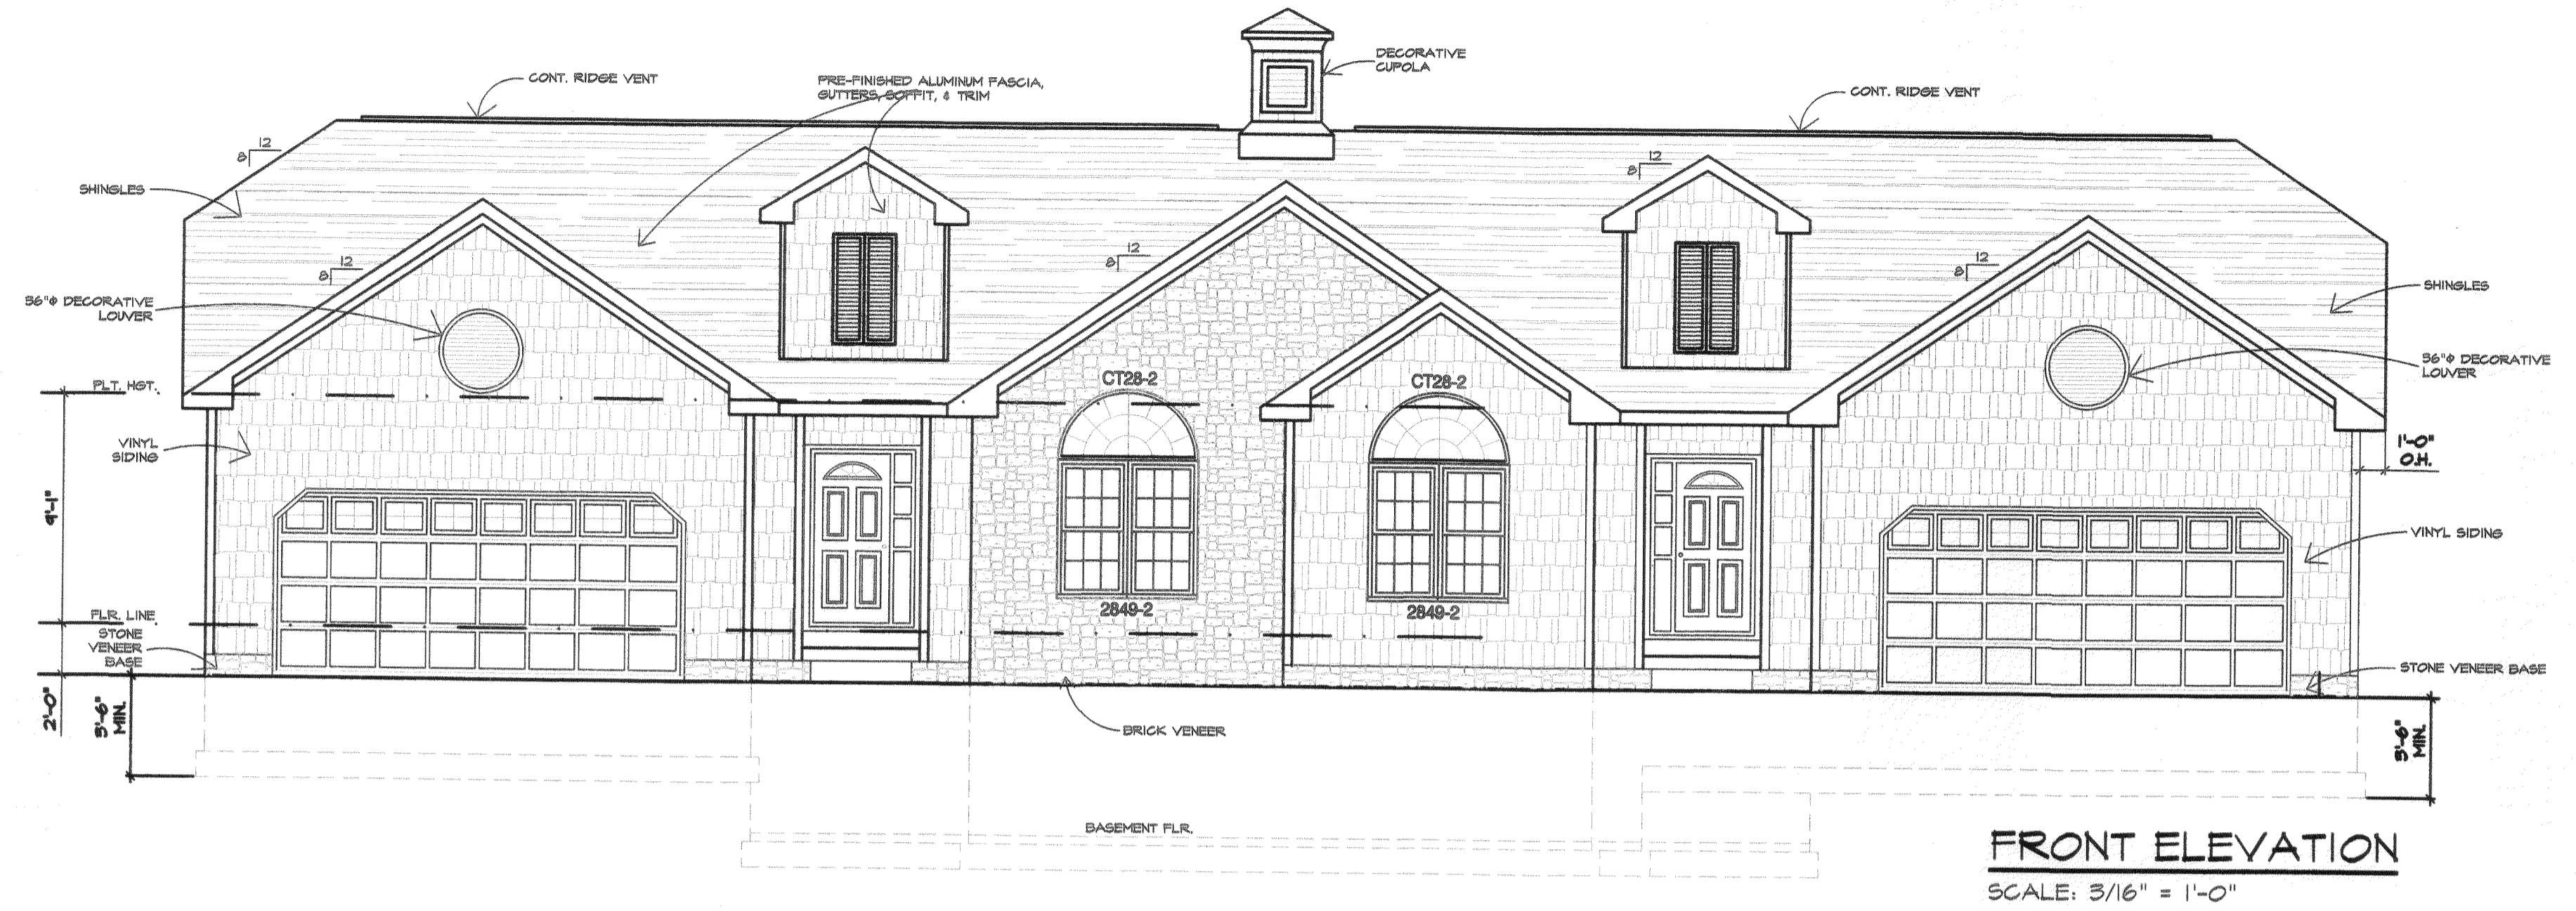 DECORATIVE
CUPOLA
CONT. RIDGE VENT
PRE-FINISHED ALUMINUM FASCIA,
GUTTERS, SOFFIT, & TRIM
CONT. RIDGE VENT
12
8
12
8
SHINGLES
12
8
12
8
12
8
SHINGLES
36"Φ DECORATIVE
LOUVER
36"Φ DECORATIVE
LOUVER
PLT. HGT.
CT28-2
CT28-2
VINYL
SIDING
1'-0"
O.H.
9'-1"
VINYL SIDING
FLR. LINE
2849-2
2849-2
STONE
VENEER
BASE
STONE VENEER BASE
2'-0"
3'-6"
MIN.
BRICK VENEER
3'-6"
MIN.
BASEMENT FLR.
FRONT ELEVATION
SCALE: 3/16" = 1'-0"